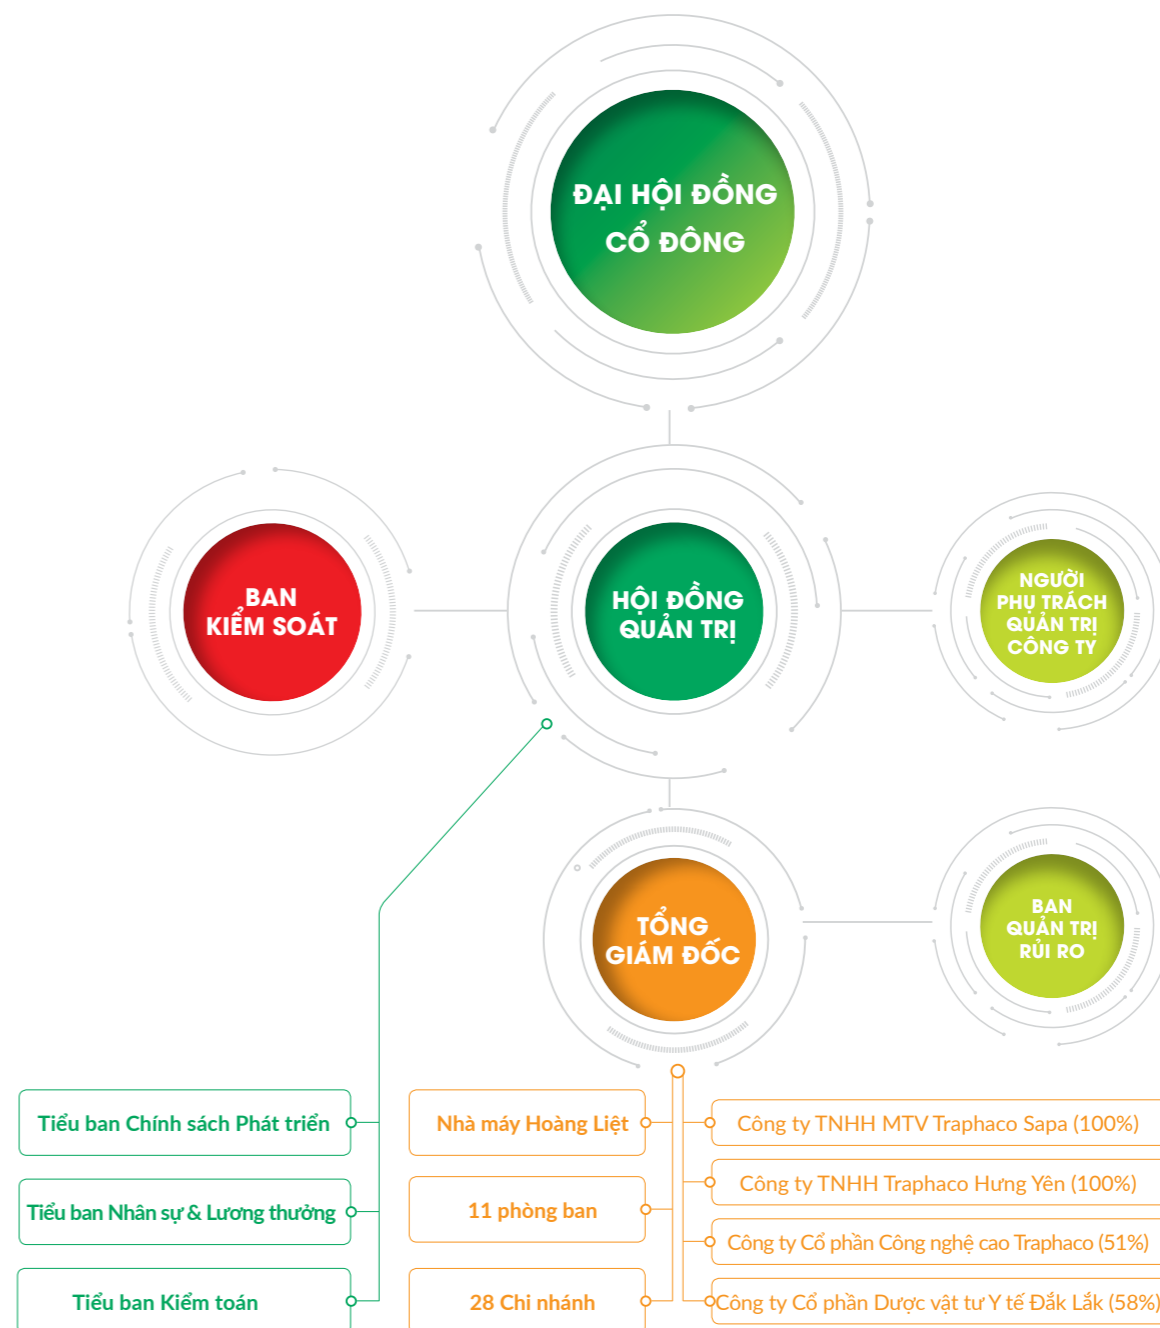 ĐẠI HỘI ĐỒNG
CỔ ĐÔNG
BAN
KIỂM SOÁT
HỘI ĐỒNG
QUẢN TRỊ
NGƯỜI
PHỤ TRÁCH
QUẢN TRỊ
CÔNG TY
TỔNG
GIÁM ĐỐC
BAN
QUẢN TRỊ
RỦI RO
Tiểu ban Chính sách Phát triển
Tiểu ban Nhân sự & Lương thưởng
Tiểu ban Kiểm toán
Nhà máy Hoàng Liệt
11 phòng ban
28 Chi nhánh
Công ty TNHH MTV Traphaco Sapa (100%)
Công ty TNHH Traphaco Hưng Yên (100%)
Công ty Cổ phần Công nghệ cao Traphaco (51%)
Công ty Cổ phần Dược vật tư Y tế Đắk Lắk (58%)